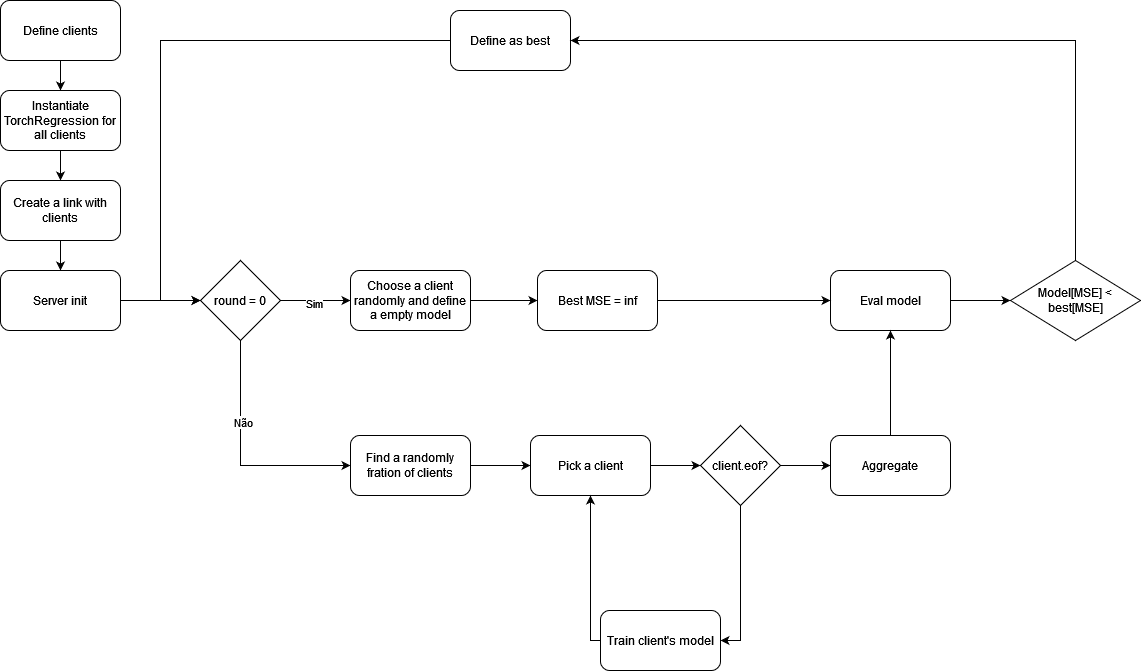 Define clients
Define as best
Instantiate
TorchRegression for
all clients
Create a link with
clients
Server init
round = 0
Sim
Choose a client
randomly and define
a empty model
Best MSE = inf
Eval model
Model[MSE] <
best[MSE]
Não
Find a randomly
fration of clients
Pick a client
client.eof?
Aggregate
Train client's model